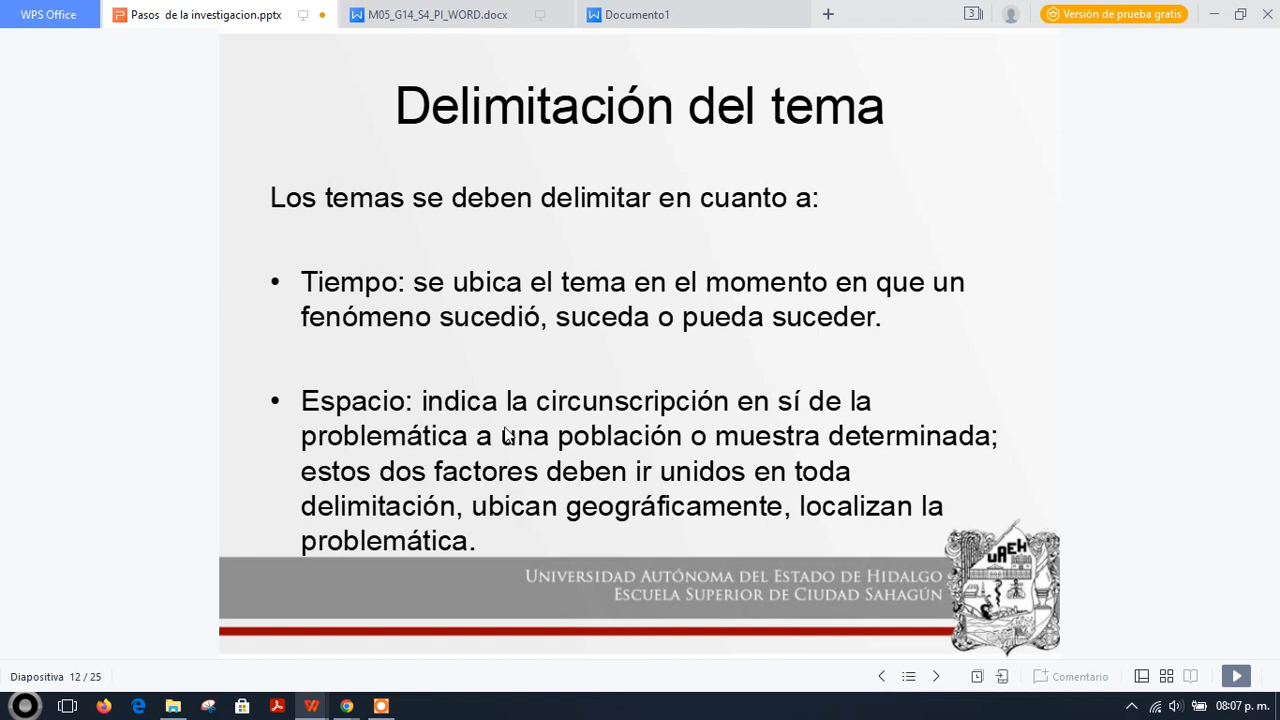 WPS Office
Pasos de la investigacion.pptx
M05_G14_S4_PI_WORD.docx
Documento1
3
Versión de prueba gratis
Delimitación del tema
Los temas se deben delimitar en cuanto a:
• Tiempo: se ubica el tema en el momento en que un
fenómeno sucedió, suceda o pueda suceder.
• Espacio: indica la circunscripción en sí de la
problemática a una población o muestra determinada;
estos dos factores deben ir unidos en toda
delimitación, ubican geográficamente, localizan la
problemática.
UAEH
UNIVERSIDAD AUTÓNOMA DEL ESTADO DE HIDALGO
ESCUELA SUPERIOR DE CIUDAD SAHAGÚN
Diapositiva 12 / 25
Comentario
08:07 p. m.